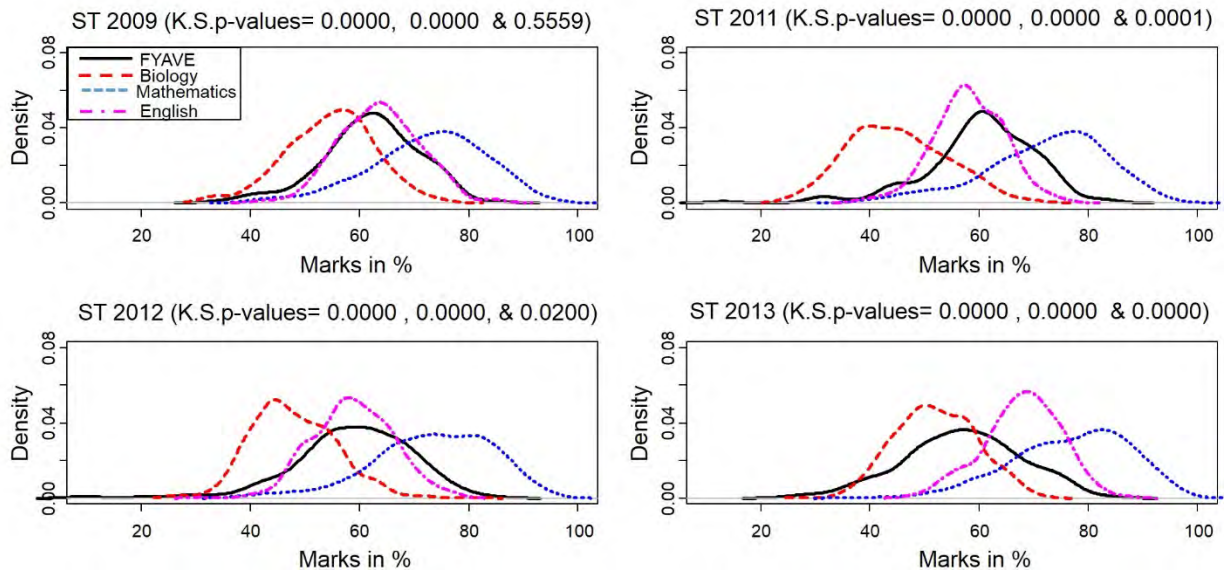 ST 2009 (K.S.p-values= 0.0000, 0.0000 & 0.5559)
Density
0.00 0.04 0.08
FYAVE
Biology
Mathematics
English
20 40 60 80 100
Marks in %
ST 2011 (K.S.p-values= 0.0000 , 0.0000 & 0.0001)
Density
0.00 0.04 0.08
20 40 60 80 100
Marks in %
ST 2012 (K.S.p-values= 0.0000 , 0.0000, & 0.0200)
Density
0.00 0.04 0.08
20 40 60 80 100
Marks in %
ST 2013 (K.S.p-values= 0.0000 , 0.0000 & 0.0000)
Density
0.00 0.04 0.08
20 40 60 80 100
Marks in %